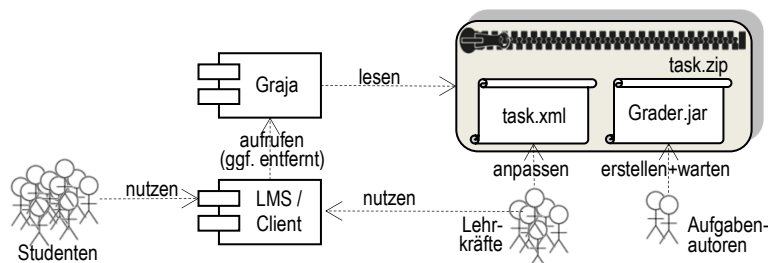 task.zip
Graja
lesen
task.xml
Grader.jar
aufrufen
(ggf. entfernt)
anpassen
erstellen+warten
nutzen
LMS /
Client
nutzen
Lehr-
kräfte
Aufgaben-
autoren
Studenten